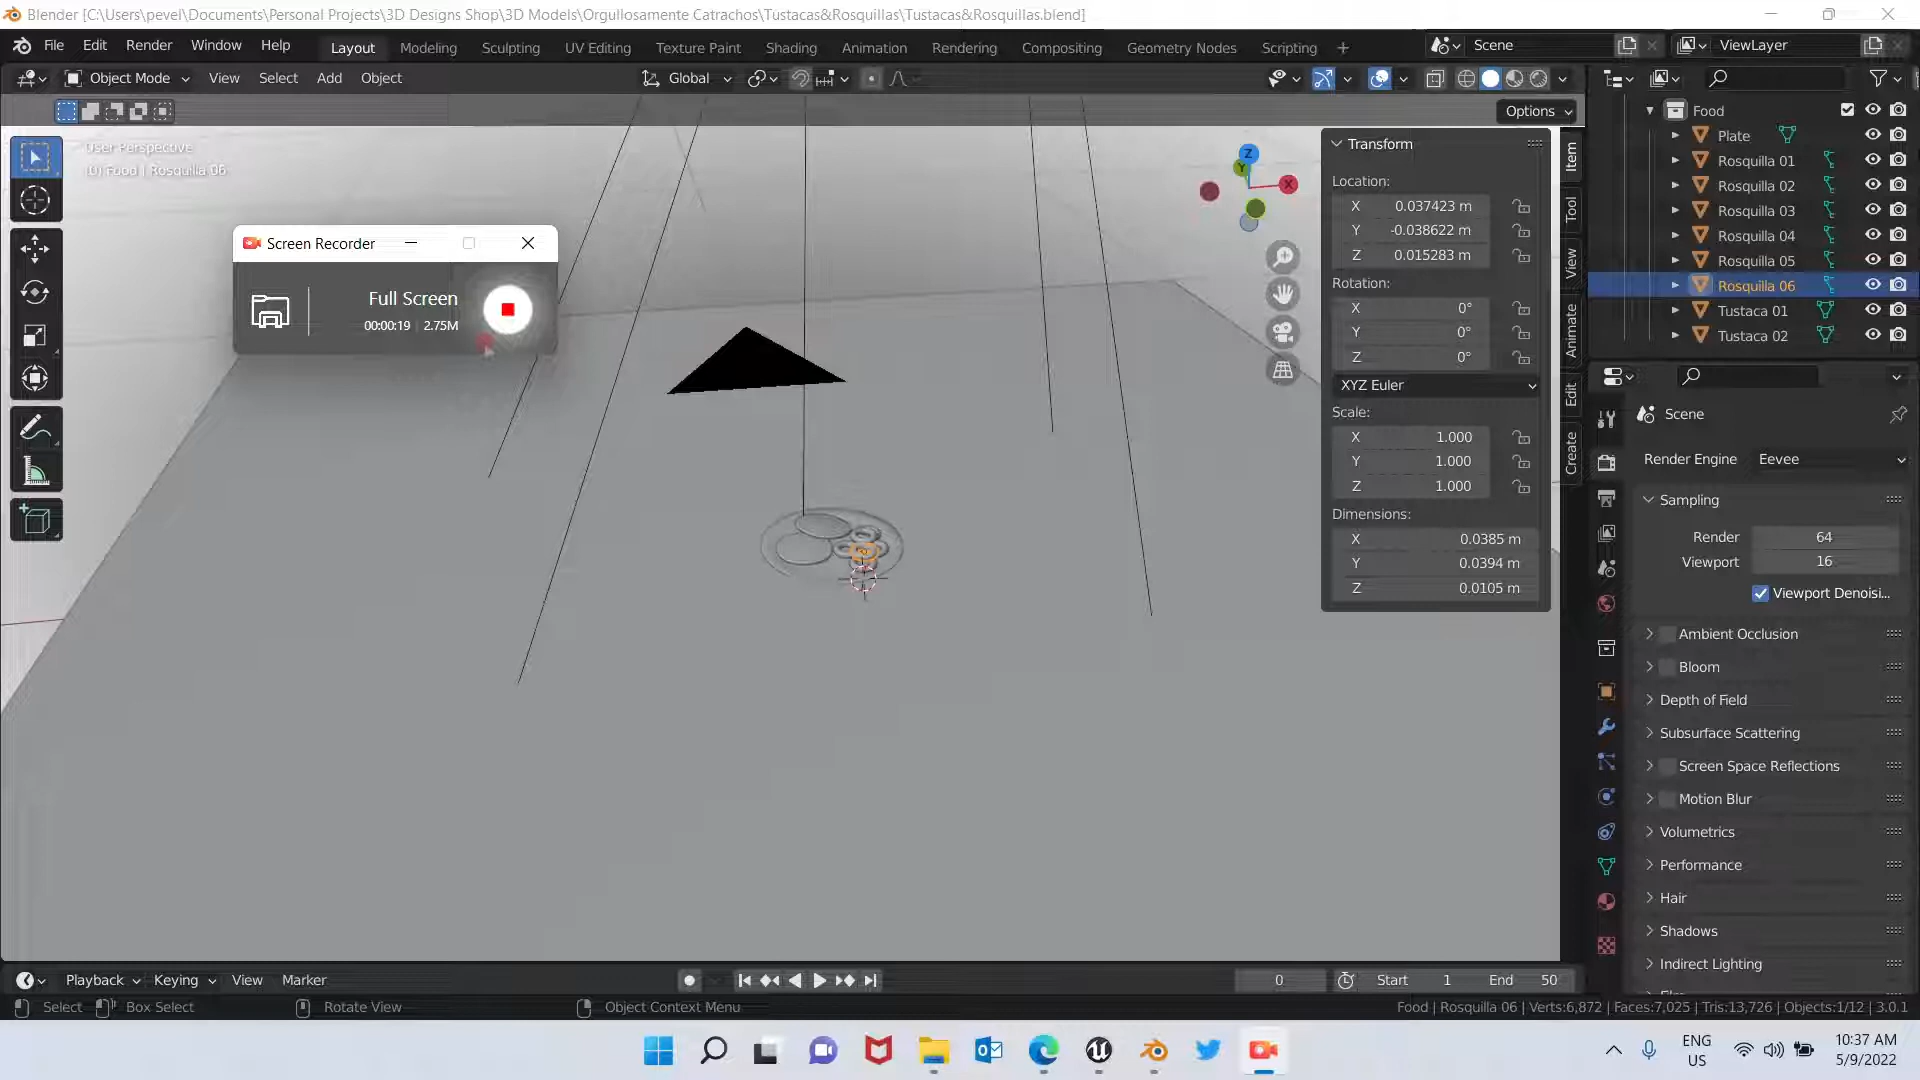 Blender [C:\Users\pevel\Documents\Personal Projects\3D Designs Shop\3D Models\Orgullosamente Catrachos\Tustacas&Rosquillas\Tustacas&Rosquillas.blend]
File Edit Render Window Help Layout Modeling Sculpting UV Editing Texture Paint Shading Animation Rendering Compositing Geometry Nodes Scripting + Scene ViewLayer
Object Mode View Select Add Object Global
Options
User Perspective
(0) Food | Rosquilla 06
Screen Recorder
Full Screen
00:00:19 2.75M
Z
Y
X
Transform
Location:
X 0.037423 m
Y -0.038622 m
Z 0.015283 m
Rotation:
X 0°
Y 0°
Z 0°
XYZ Euler
Scale:
X 1.000
Y 1.000
Z 1.000
Dimensions:
X 0.0385 m
Y 0.0394 m
Z 0.0105 m
Item
Tool
View
Animate
Edit
Create
Food
Plate
Rosquilla 01
Rosquilla 02
Rosquilla 03
Rosquilla 04
Rosquilla 05
Rosquilla 06
Tustaca 01
Tustaca 02
Scene
Render Engine Eevee
Sampling
Render 64
Viewport 16
Viewport Denoisi...
Ambient Occlusion
Bloom
Depth of Field
Subsurface Scattering
Screen Space Reflections
Motion Blur
Volumetrics
Performance
Hair
Shadows
Indirect Lighting
Playback Keying View Marker 0 Start 1 End 50
Select Box Select Rotate View Object Context Menu Food | Rosquilla 06 | Verts:6,872 | Faces:7,025 | Tris:13,726 | Objects:1/12 | 3.0.1
ENG
US
10:37 AM
5/9/2022